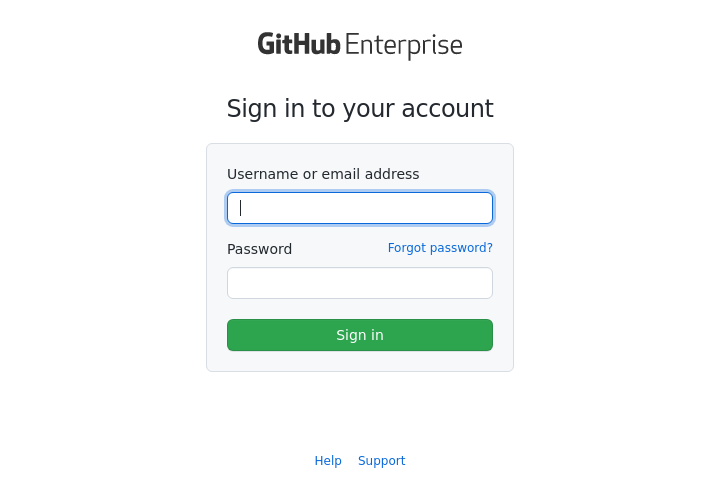 GitHub Enterprise
Sign in to your account
Username or email address
Password Forgot password?
Sign in
Help Support